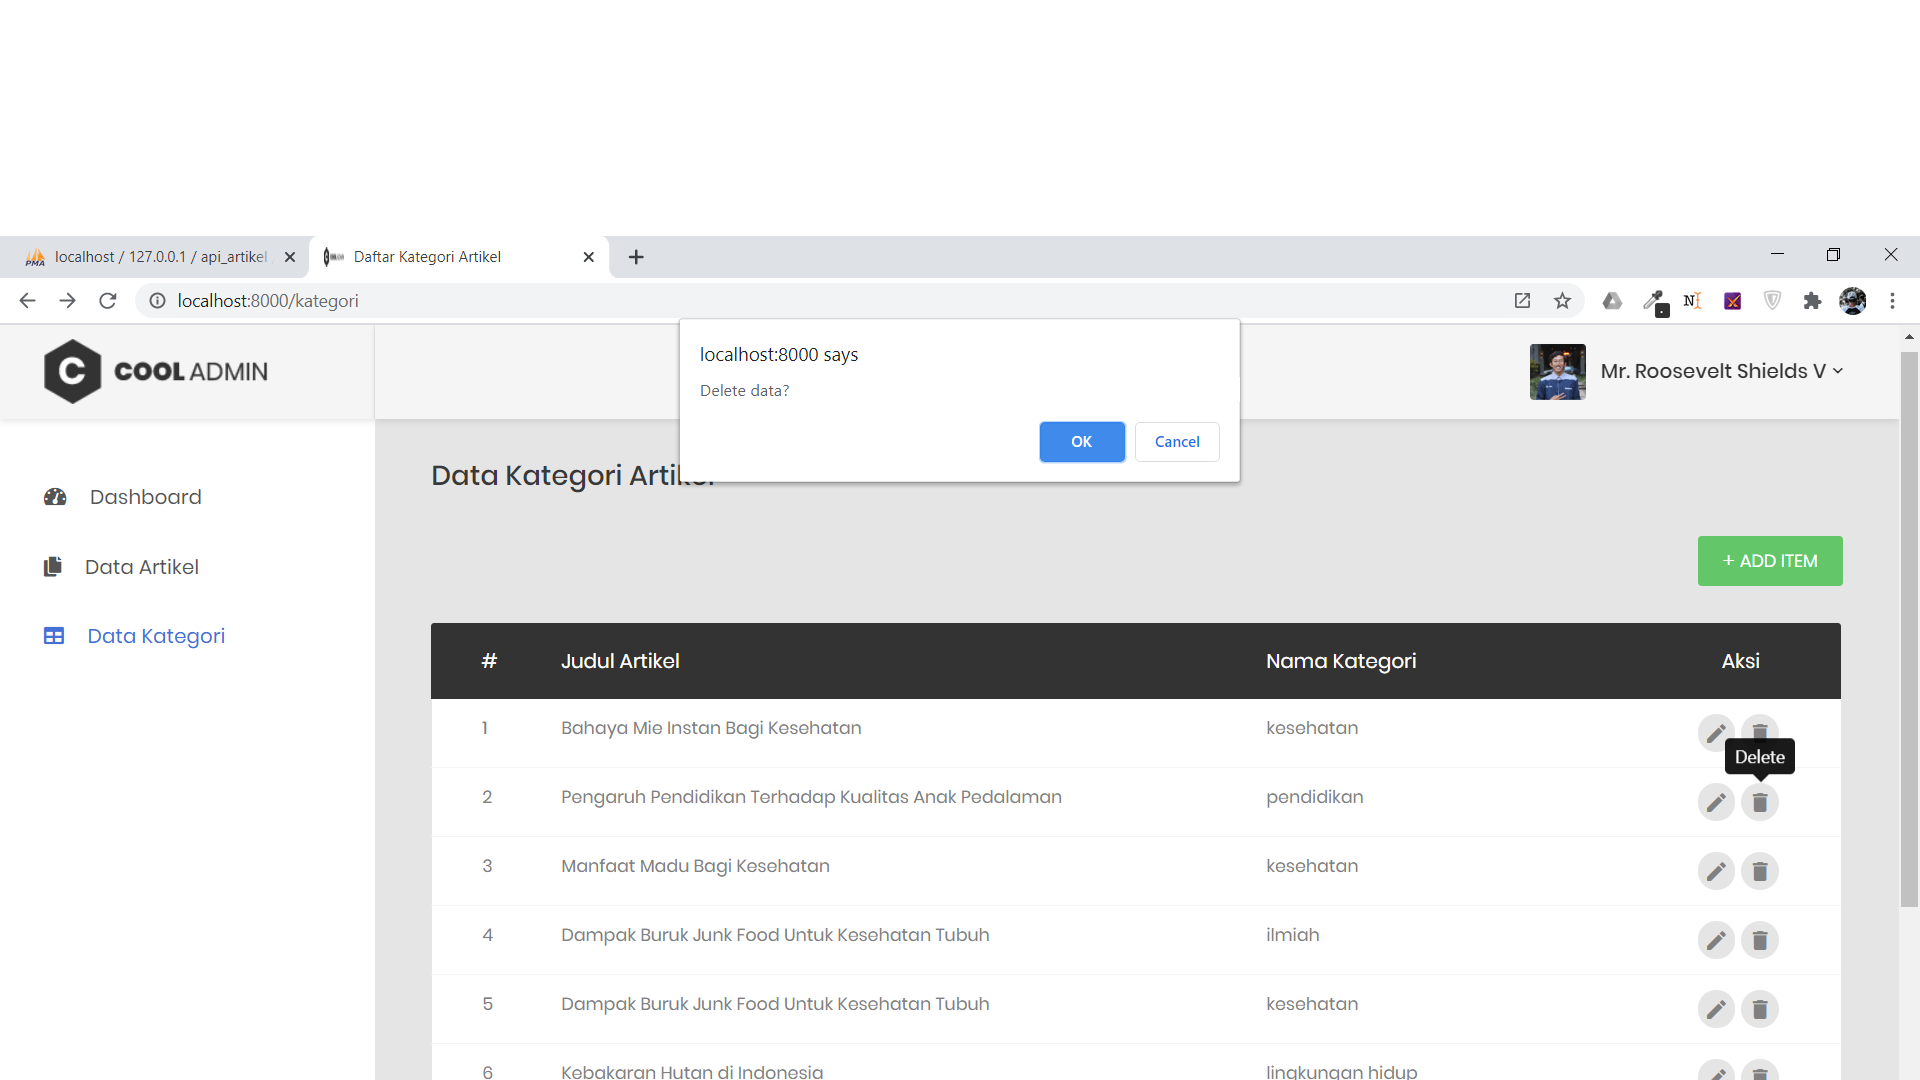 localhost / 127.0.0.1 / api_artikel
Daftar Kategori Artikel
localhost:8000/kategori
localhost:8000 says
Delete data?
OK
Cancel
C COOL ADMIN
Mr. Roosevelt Shields V
Dashboard
Data Artikel
Data Kategori
Data Kategori Artikel
+ ADD ITEM
# Judul Artikel Nama Kategori Aksi
1 Bahaya Mie Instan Bagi Kesehatan kesehatan
Delete
2 Pengaruh Pendidikan Terhadap Kualitas Anak Pedalaman pendidikan
3 Manfaat Madu Bagi Kesehatan kesehatan
4 Dampak Buruk Junk Food Untuk Kesehatan Tubuh ilmiah
5 Dampak Buruk Junk Food Untuk Kesehatan Tubuh kesehatan
6 Kebakaran Hutan di Indonesia lingkungan hidup